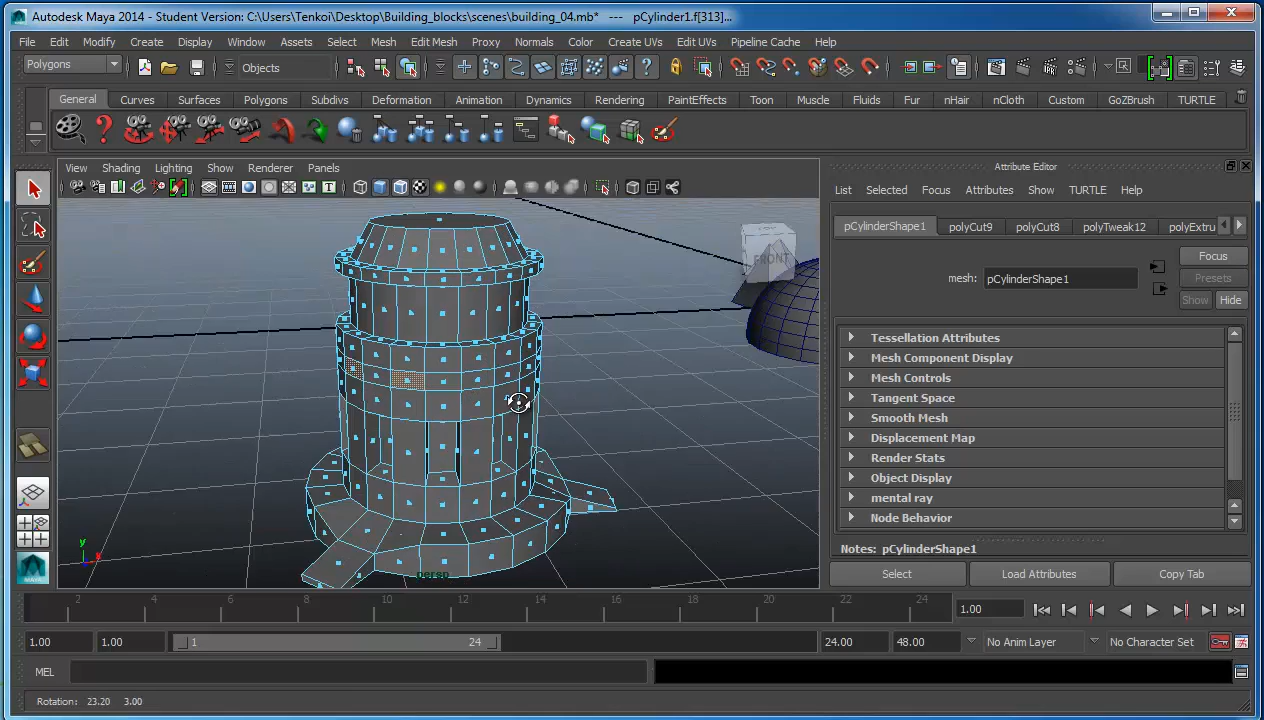 Autodesk Maya 2014 - Student Version: C:\Users\Tenkoi\Desktop\Building_blocks\scenes\building_04.mb*   ---   pCylinder1.f[313]...
File Edit Modify Create Display Window Assets Select Mesh Edit Mesh Proxy Normals Color Create UVs Edit UVs Pipeline Cache Help
Polygons Objects
General Curves Surfaces Polygons Subdivs Deformation Animation Dynamics Rendering PaintEffects Toon Muscle Fluids Fur nHair nCloth Custom GoZBrush TURTLE
View Shading Lighting Show Renderer Panels
Attribute Editor
List Selected Focus Attributes Show TURTLE Help
pCylinderShape1 polyCut9 polyCut8 polyTweak12 polyExtru
Focus
mesh: pCylinderShape1
Presets
Show Hide
FRONT
Tessellation Attributes
Mesh Component Display
Mesh Controls
Tangent Space
Smooth Mesh
Displacement Map
Render Stats
Object Display
mental ray
Node Behavior
Notes: pCylinderShape1
y
x
persp
MAYA
Select Load Attributes Copy Tab
2 4 6 8 10 12 14 16 18 20 22 24 1.00
1.00 1.00 1 24 24.00 48.00 No Anim Layer No Character Set
MEL
Rotation: 23.20 3.00